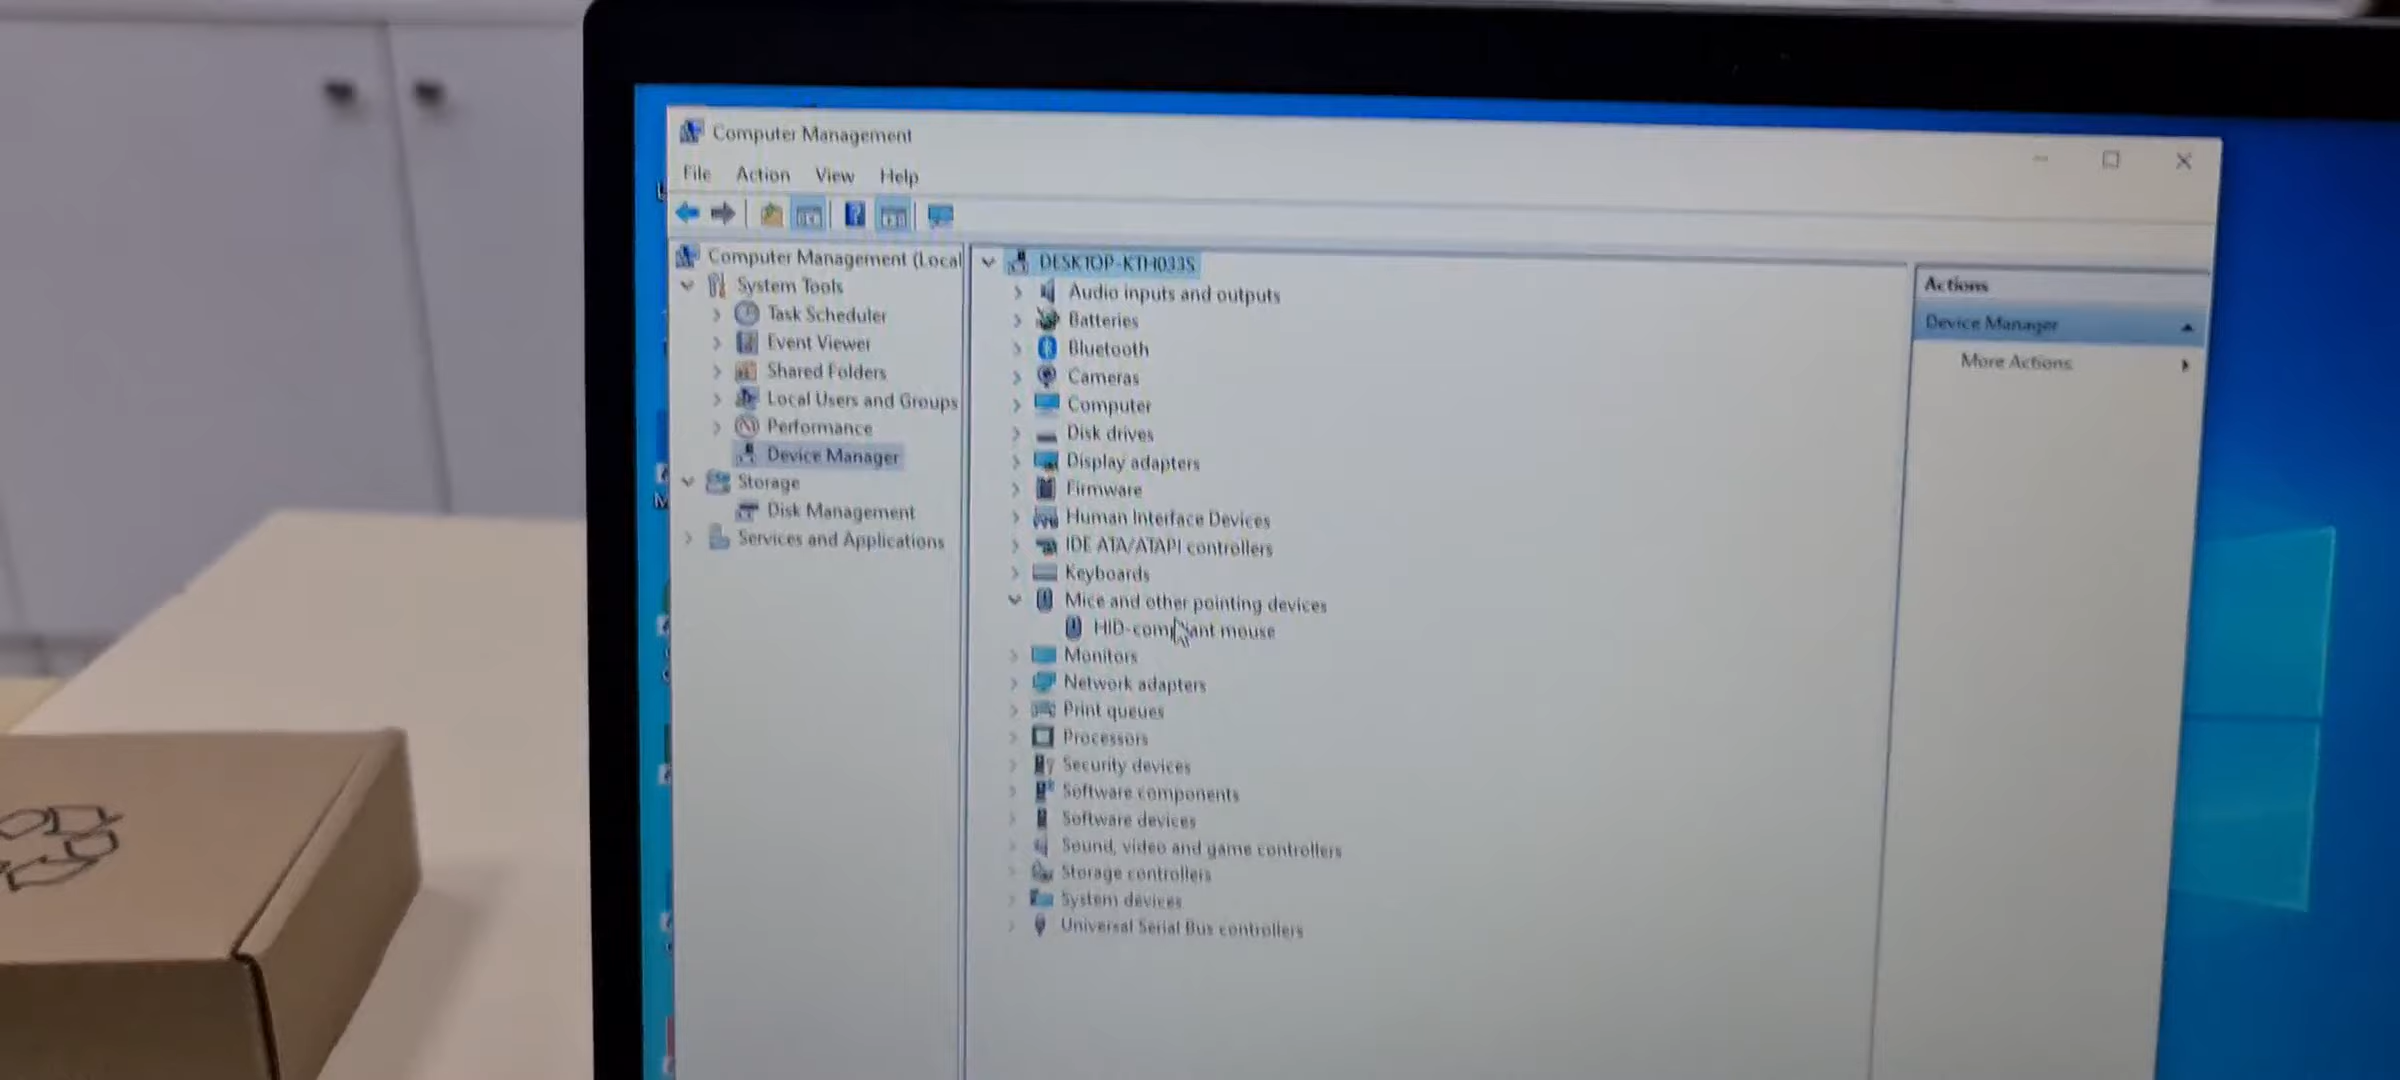 Computer Management
File Action View Help
Computer Management (Local
System Tools
Task Scheduler
Event Viewer
Shared Folders
Local Users and Groups
Performance
Device Manager
Storage
Disk Management
Services and Applications
DESKTOP-KTH033S
Audio inputs and outputs
Batteries
Bluetooth
Cameras
Computer
Disk drives
Display adapters
Firmware
Human Interface Devices
IDE ATA/ATAPI controllers
Keyboards
Mice and other pointing devices
HID-compliant mouse
Monitors
Network adapters
Print queues
Processors
Security devices
Software components
Software devices
Sound, video and game controllers
Storage controllers
System devices
Universal Serial Bus controllers
Actions
Device Manager
More Actions